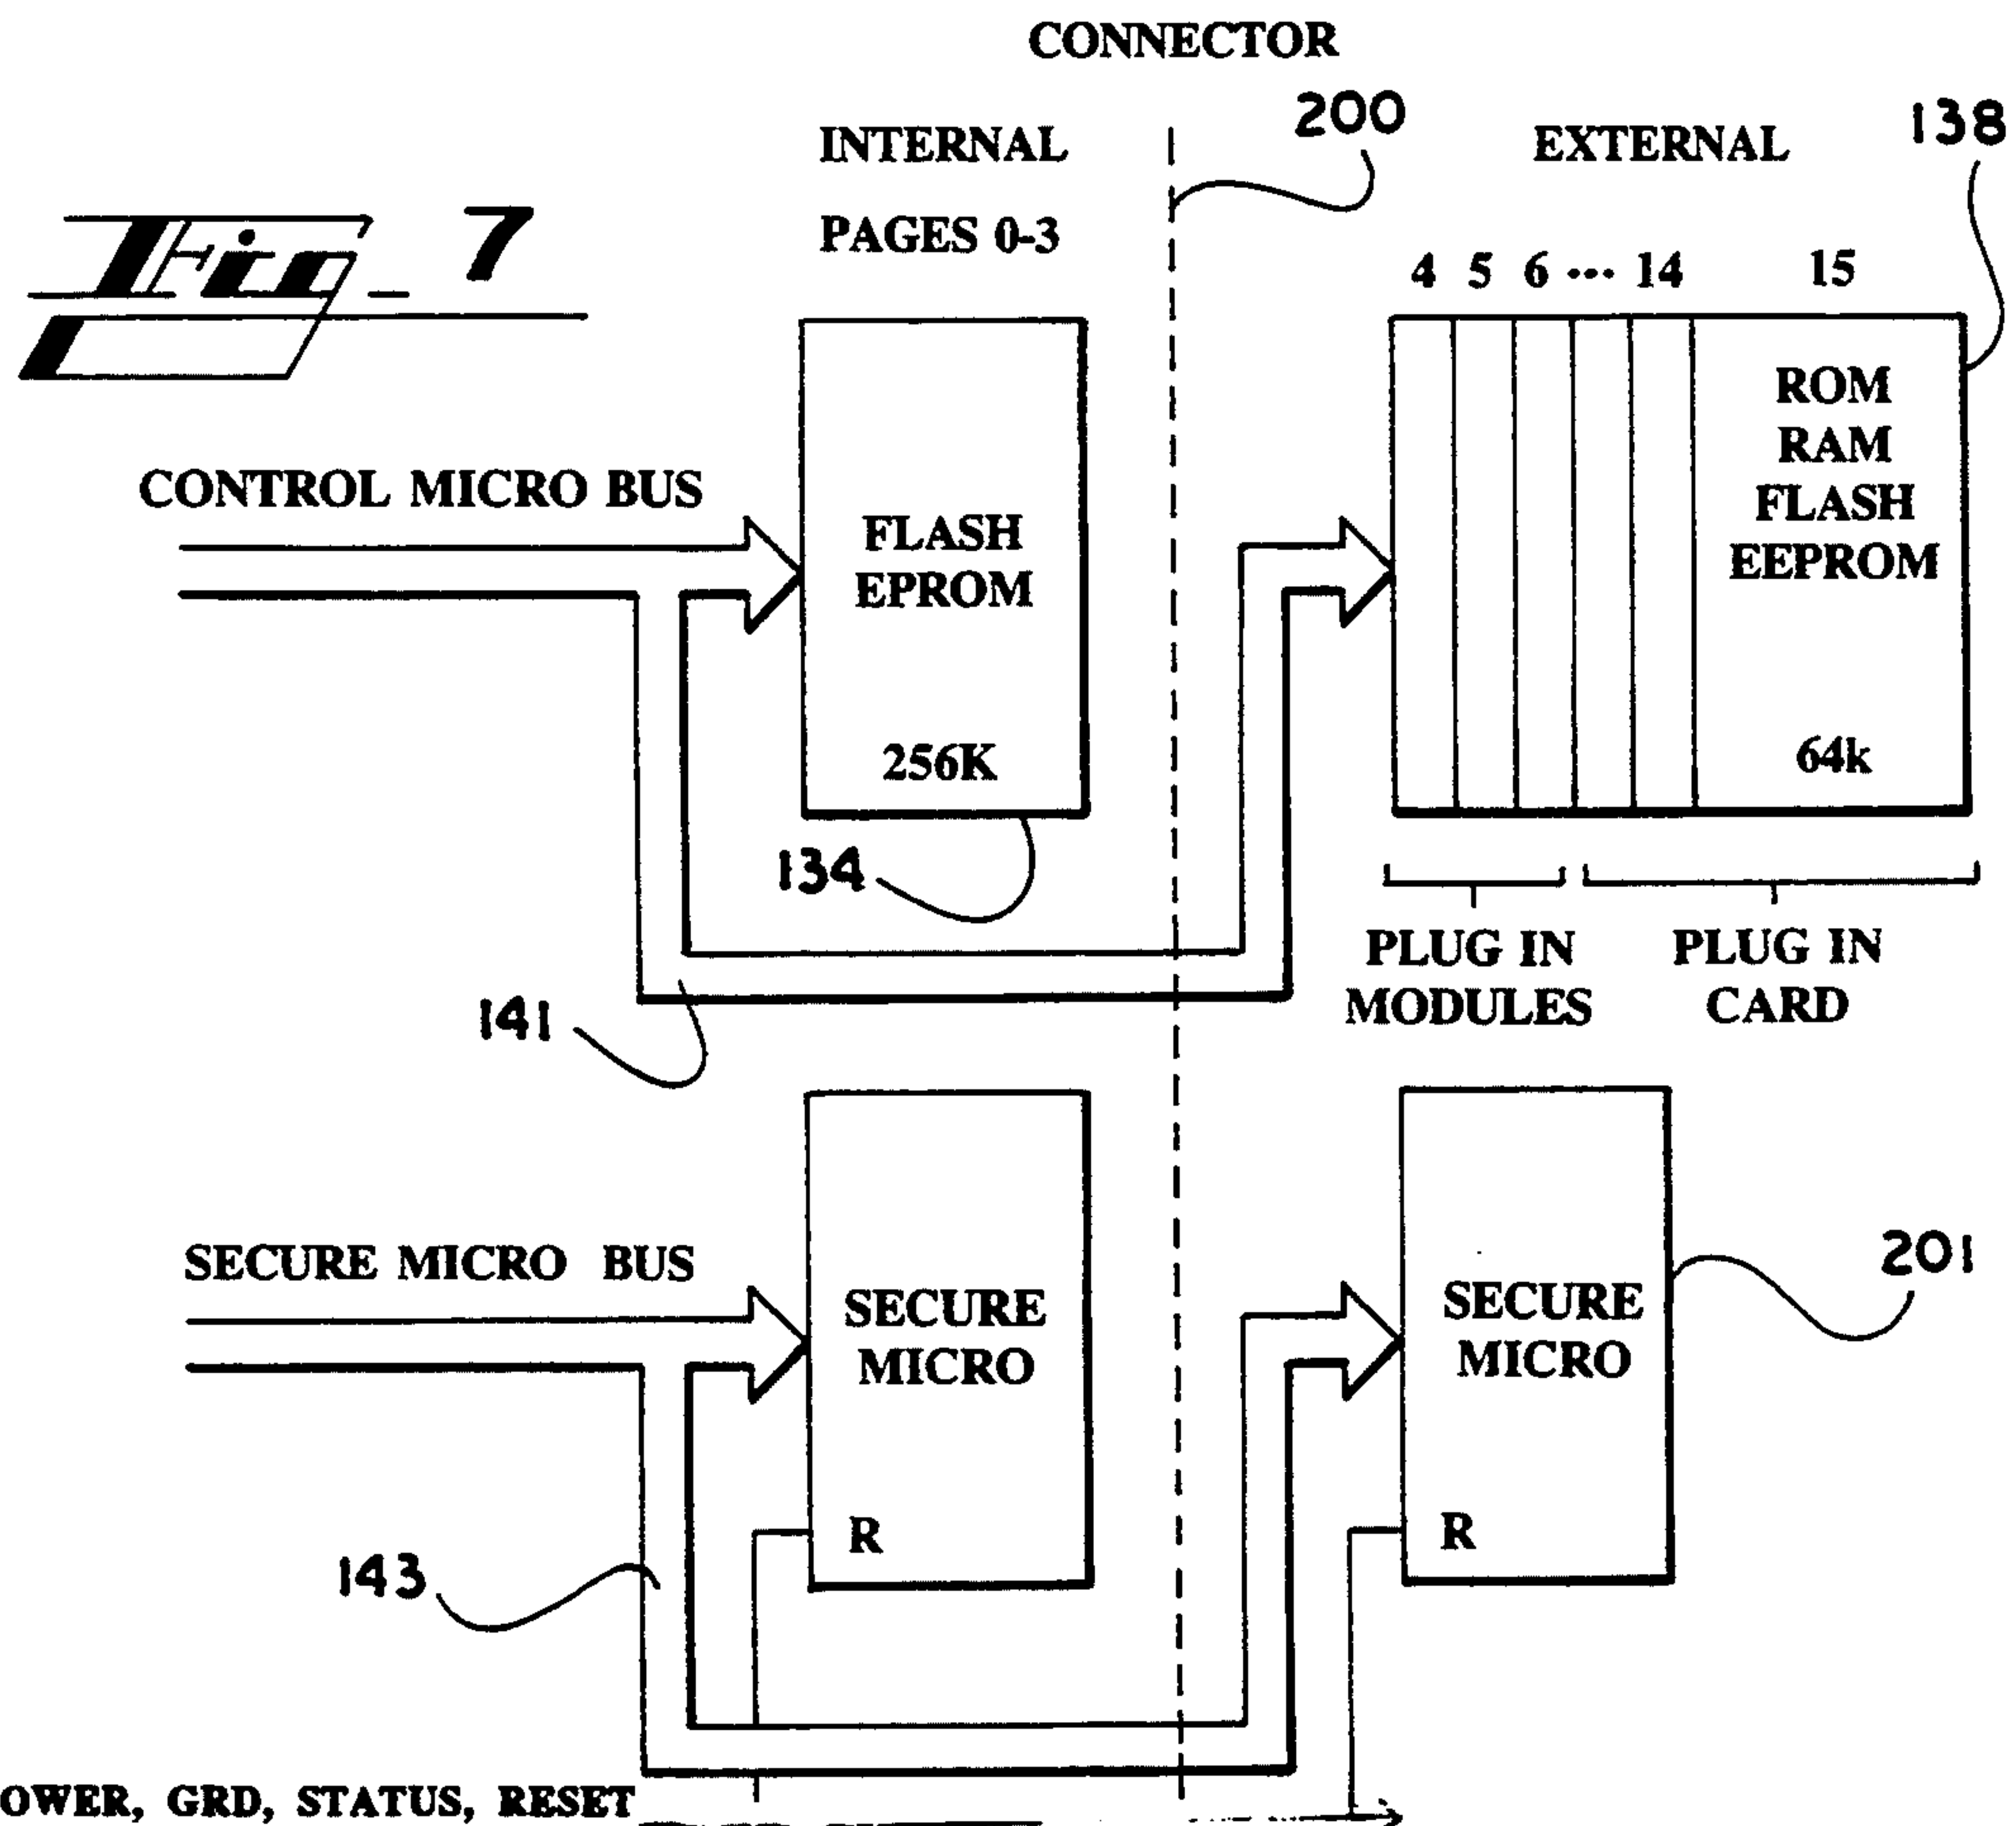 CONNECTOR
200
INTERNAL
PAGES 0-3
EXTERNAL
138
Fig_ 7
4 5 6 ... 14 15
CONTROL MICRO BUS
FLASH
EPROM
256K
ROM
RAM
FLASH
EEPROM
64k
134
PLUG IN
MODULES
PLUG IN
CARD
141
SECURE MICRO BUS
SECURE
MICRO
R
SECURE
MICRO
R
201
143
OWER, GRD, STATUS, RESET